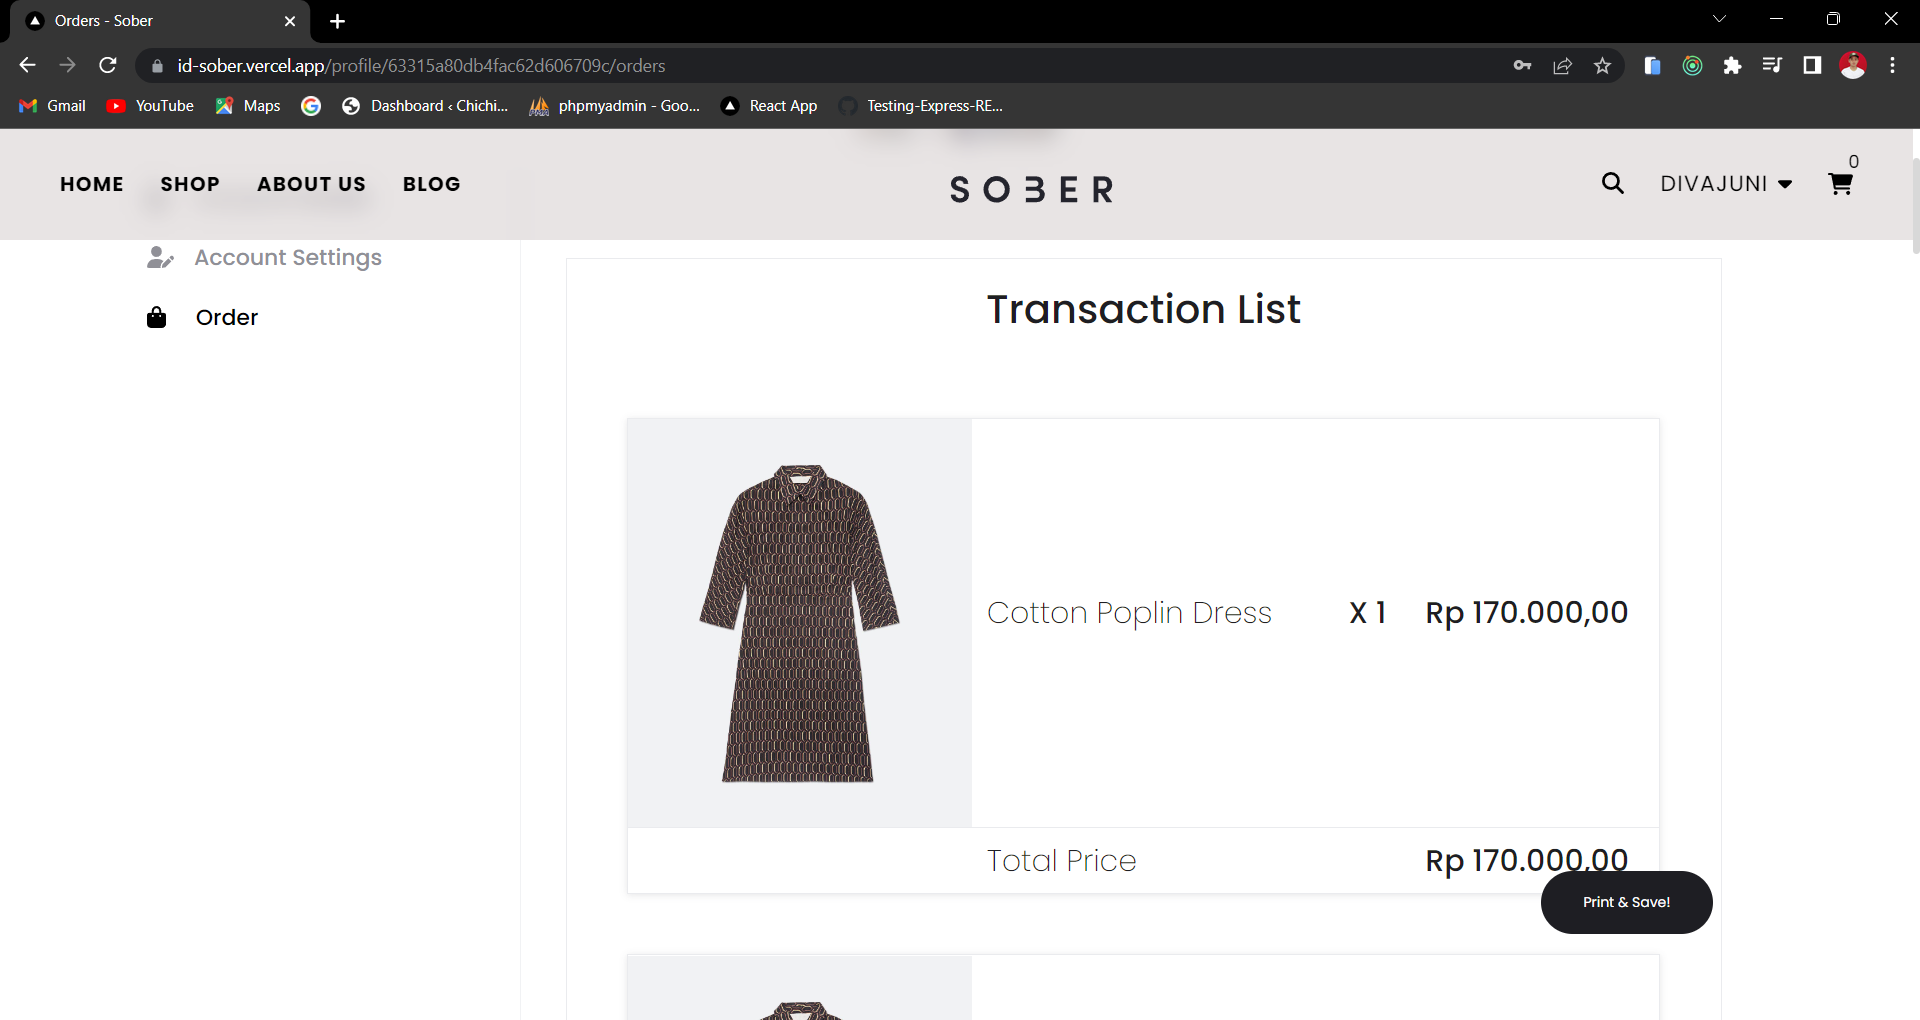 Orders - Sober
id-sober.vercel.app/profile/63315a80db4fac62d606709c/orders
Gmail YouTube Maps Dashboard ‹ Chichi... phpmyadmin - Goo... React App Testing-Express-RE...
HOME SHOP ABOUT US BLOG SOBER DIVAJUNI 0
Account Settings
Order
Transaction List
Cotton Poplin Dress X 1 Rp 170.000,00
Total Price Rp 170.000,00
Print & Save!